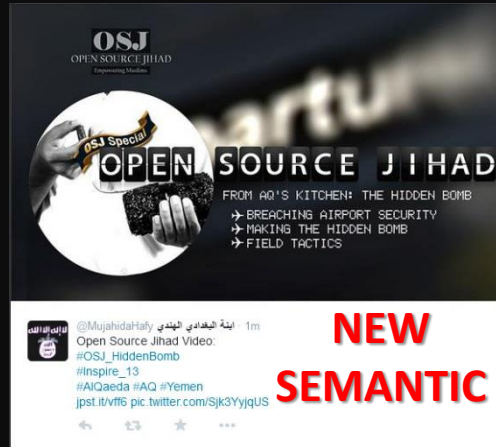 OSJ
OPEN SOURCE JIHAD
Empowering Muslims
OSJ Special
OPEN SOURCE JIHAD
FROM AQ'S KITCHEN: THE HIDDEN BOMB
BREACHING AIRPORT SECURITY
MAKING THE HIDDEN BOMB
FIELD TACTICS
@MujahidaHafy ابنة البغدادي الهندي · 1m
Open Source Jihad Video:
#OSJ_HiddenBomb
#Inspire_13
#AlQaeda #AQ #Yemen
jpst.it/vff6 pic.twitter.com/Sjk3YyjqUS
NEW
SEMANTIC